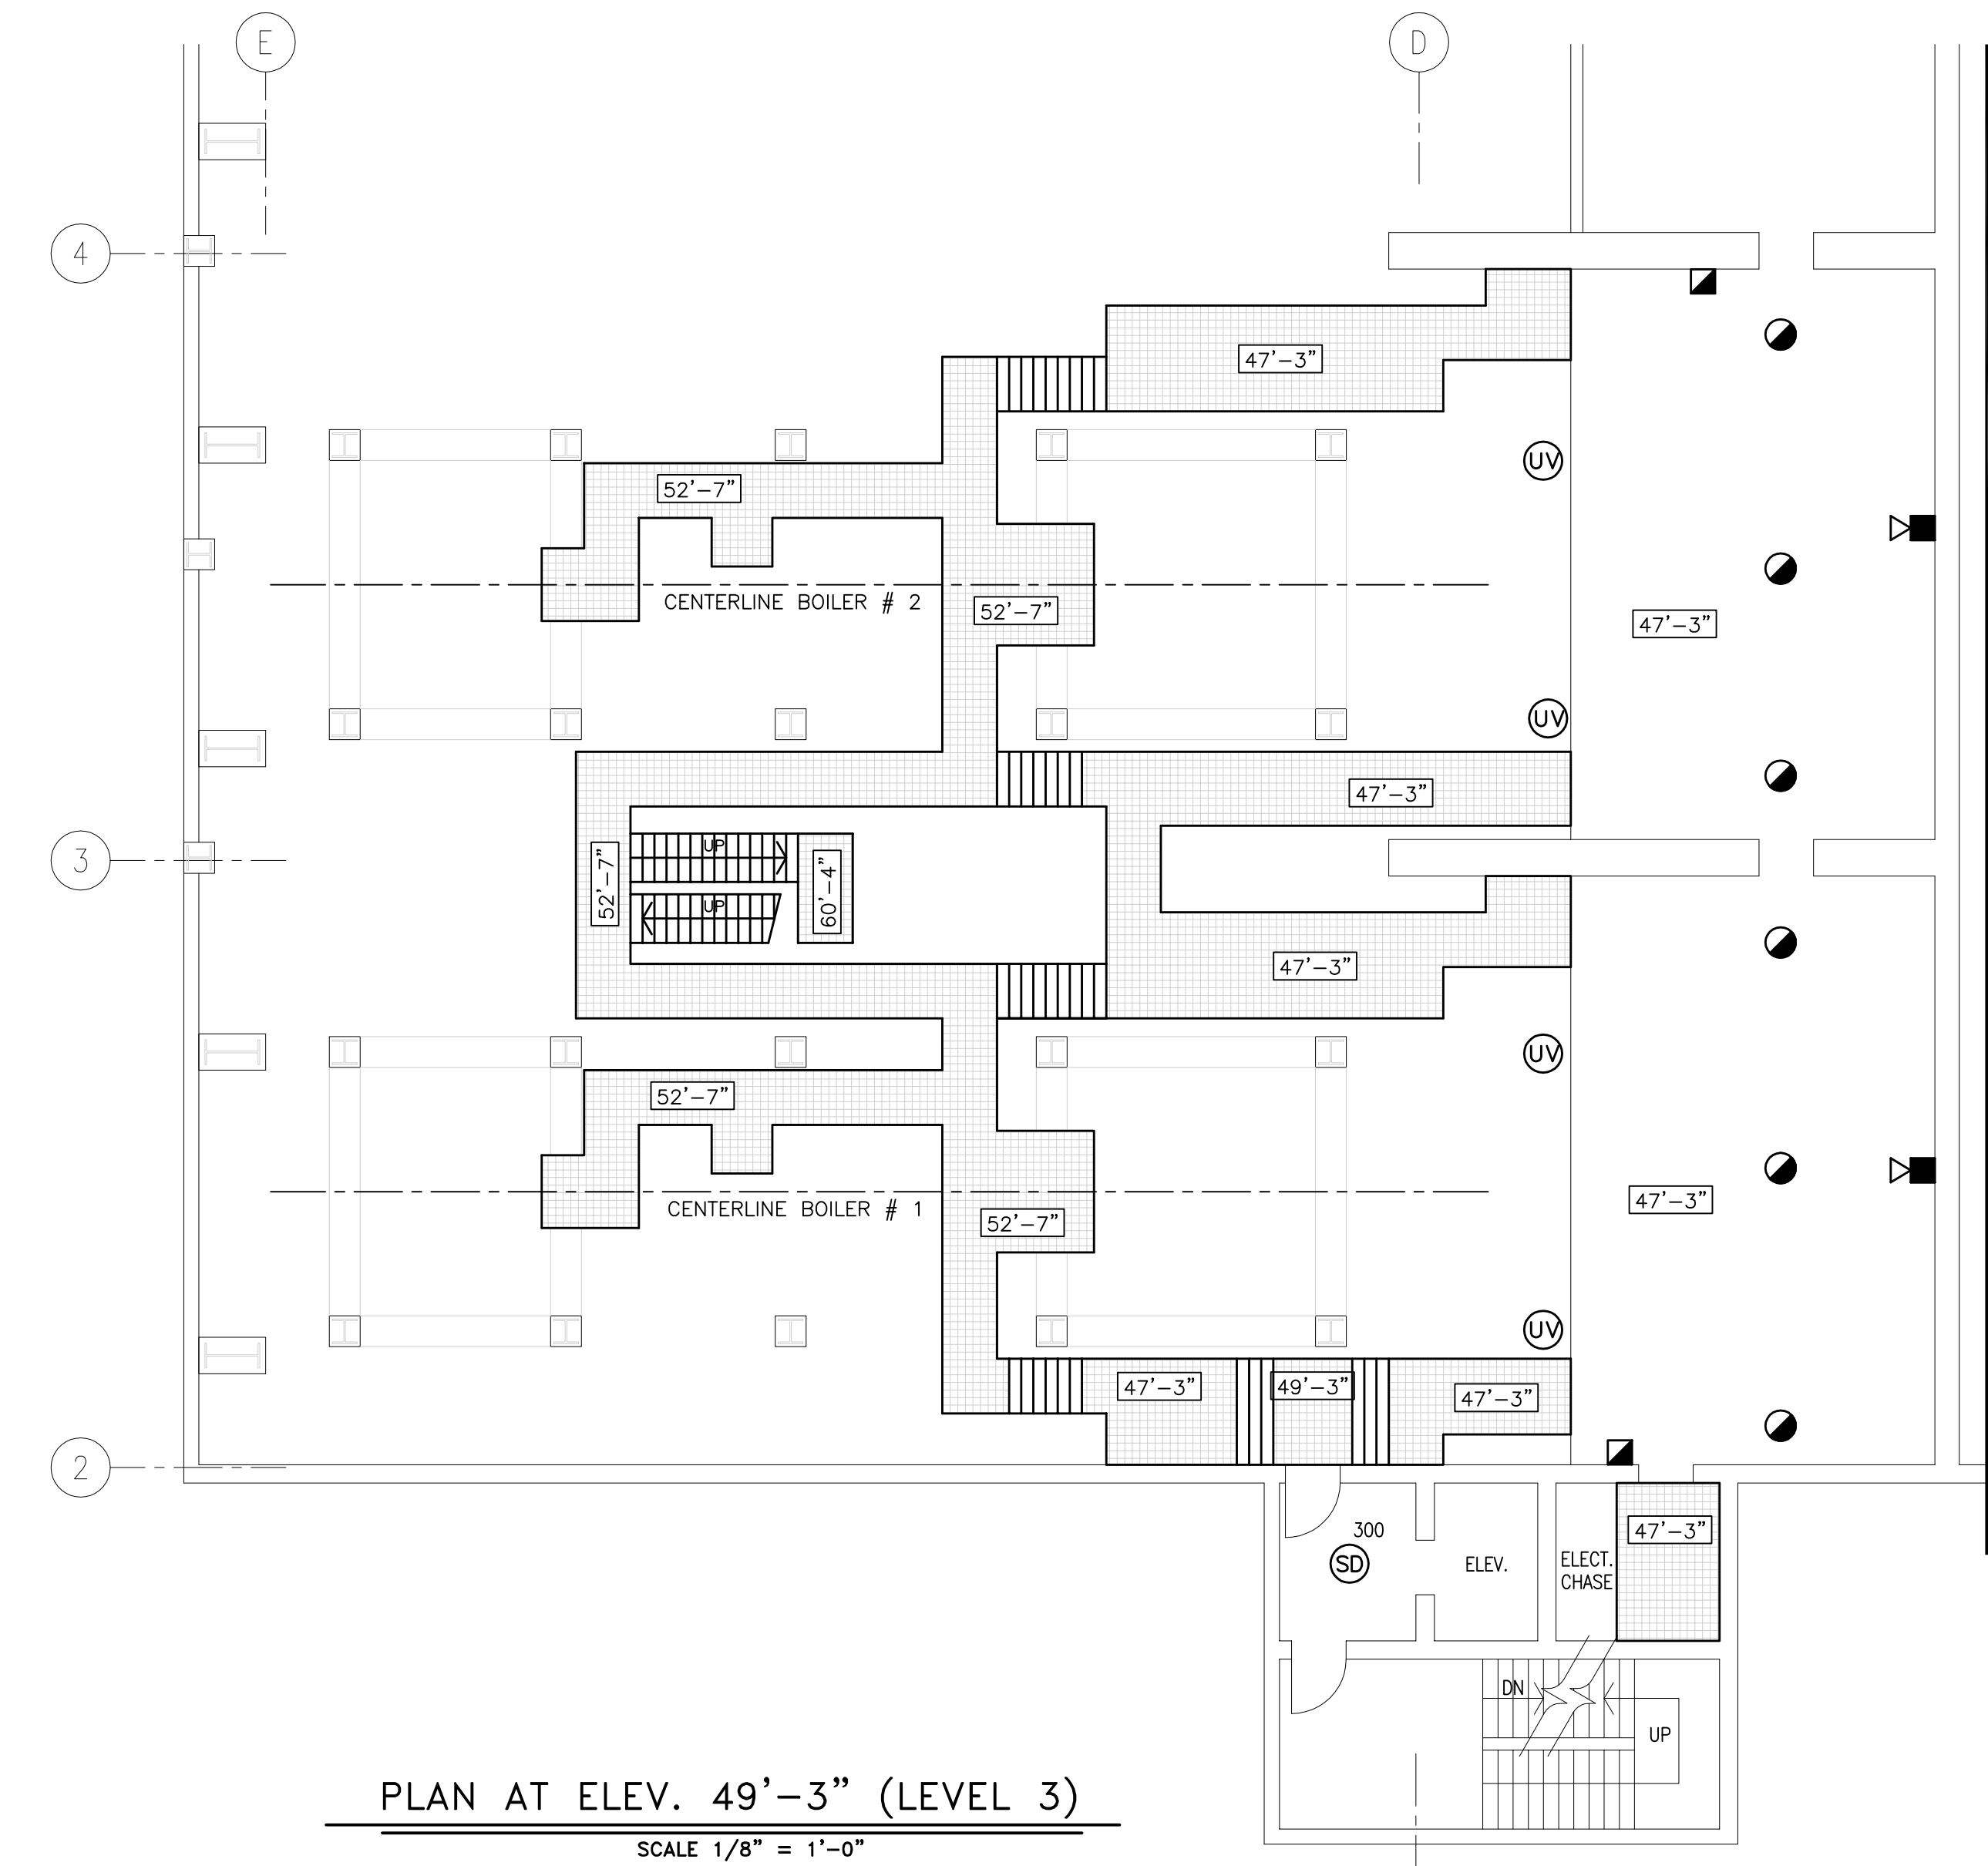 E
D
4
47'-3"
UV
52'-7"
CENTERLINE BOILER # 2
52'-7"
47'-3"
UV
47'-3"
3
52'-7"
UP
UP
60'-4"
47'-3"
UV
52'-7"
CENTERLINE BOILER # 1
52'-7"
47'-3"
UV
47'-3"
49'-3"
47'-3"
2
300
SD
ELEV.
ELECT.
CHASE
47'-3"
DN
UP
PLAN AT ELEV. 49'-3" (LEVEL 3)
SCALE 1/8" = 1'-0"